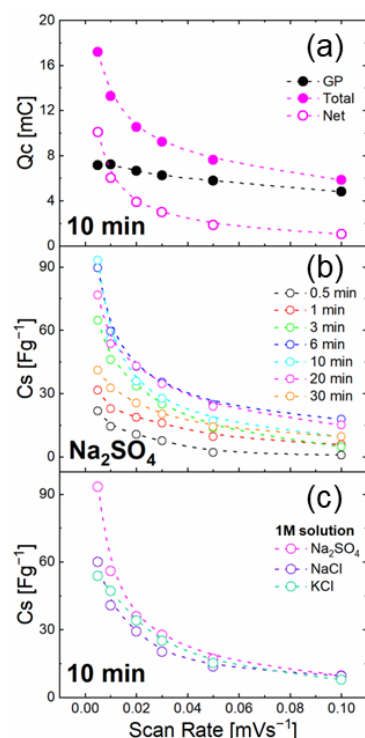 20
16
12
8
4
0
Qc [mC]
(a)
GP
Total
Net
10 min
90
60
30
0
Cs [Fg⁻¹]
(b)
0.5 min
1 min
3 min
6 min
10 min
20 min
30 min
Na₂SO₄
90
60
30
0
Cs [Fg⁻¹]
(c)
1M solution
Na₂SO₄
NaCl
KCl
10 min
0.00 0.02 0.04 0.06 0.08 0.10
Scan Rate [mVs⁻¹]